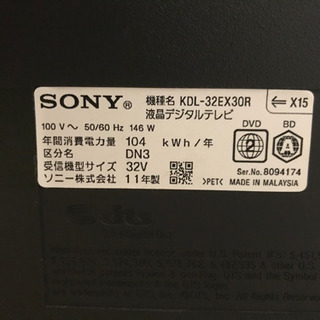 SONY®
機種名 KDL-32EX30R
液晶デジタルテレビ
⇐ X15
100 V ~ 50/60 Hz 146 W
年間消費電力量 104 kWh/年
区分名 DN3
受信機型サイズ 32V
ソニー株式会社 11年製
DVD
2
BD
A
>PET<
Ser.No. 8094174
MADE IN MALAYSIA